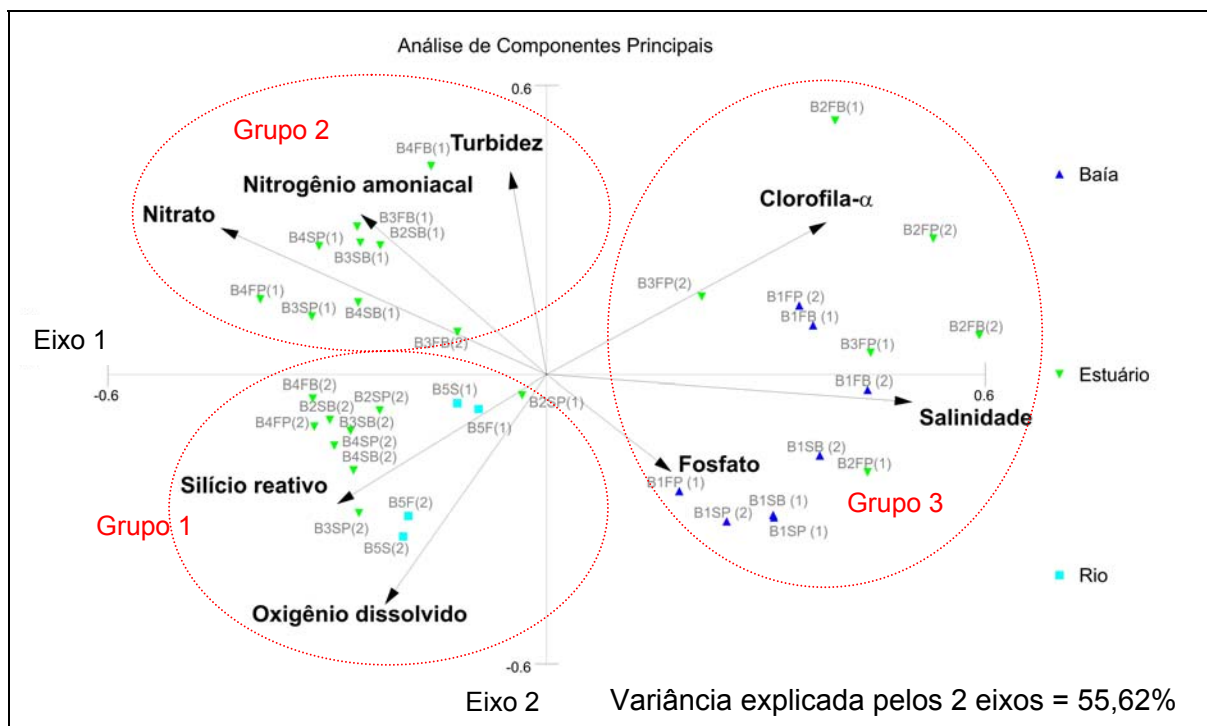 Análise de Componentes Principais
0.6
B2FB(1)
Grupo 2
Turbidez
B4FB(1)
Baía
Nitrogênio amoniacal
Clorofila-α
Nitrato
B3FB(1)
B4SP(1)
B2SB(1)
B2FP(2)
B3SB(1)
B3FP(2)
B1FP (2)
B4FP(1)
B3SP(1)
B4SB(1)
B1FB (1)
B2FB(2)
Eixo 1
B3FB(2)
B3FP(1)
-0.6
0.6
Estuário
B4FB(2)
B2SP(2)
B5S(1)
B1FB (2)
B2SB(2)
B2SP(1)
B4FP(2)
B3SB(2)
B5F(1)
Salinidade
B4SP(2)
B1SB (2)
B4SB(2)
Fosfato
B2FP(1)
Silício reativo
B1FP (1)
B5F(2)
B1SB (1)
Grupo 3
Grupo 1
B3SP(2)
B1SP (2)
B1SP (1)
B5S(2)
Rio
Oxigênio dissolvido
-0.6
Eixo 2
Variância explicada pelos 2 eixos = 55,62%